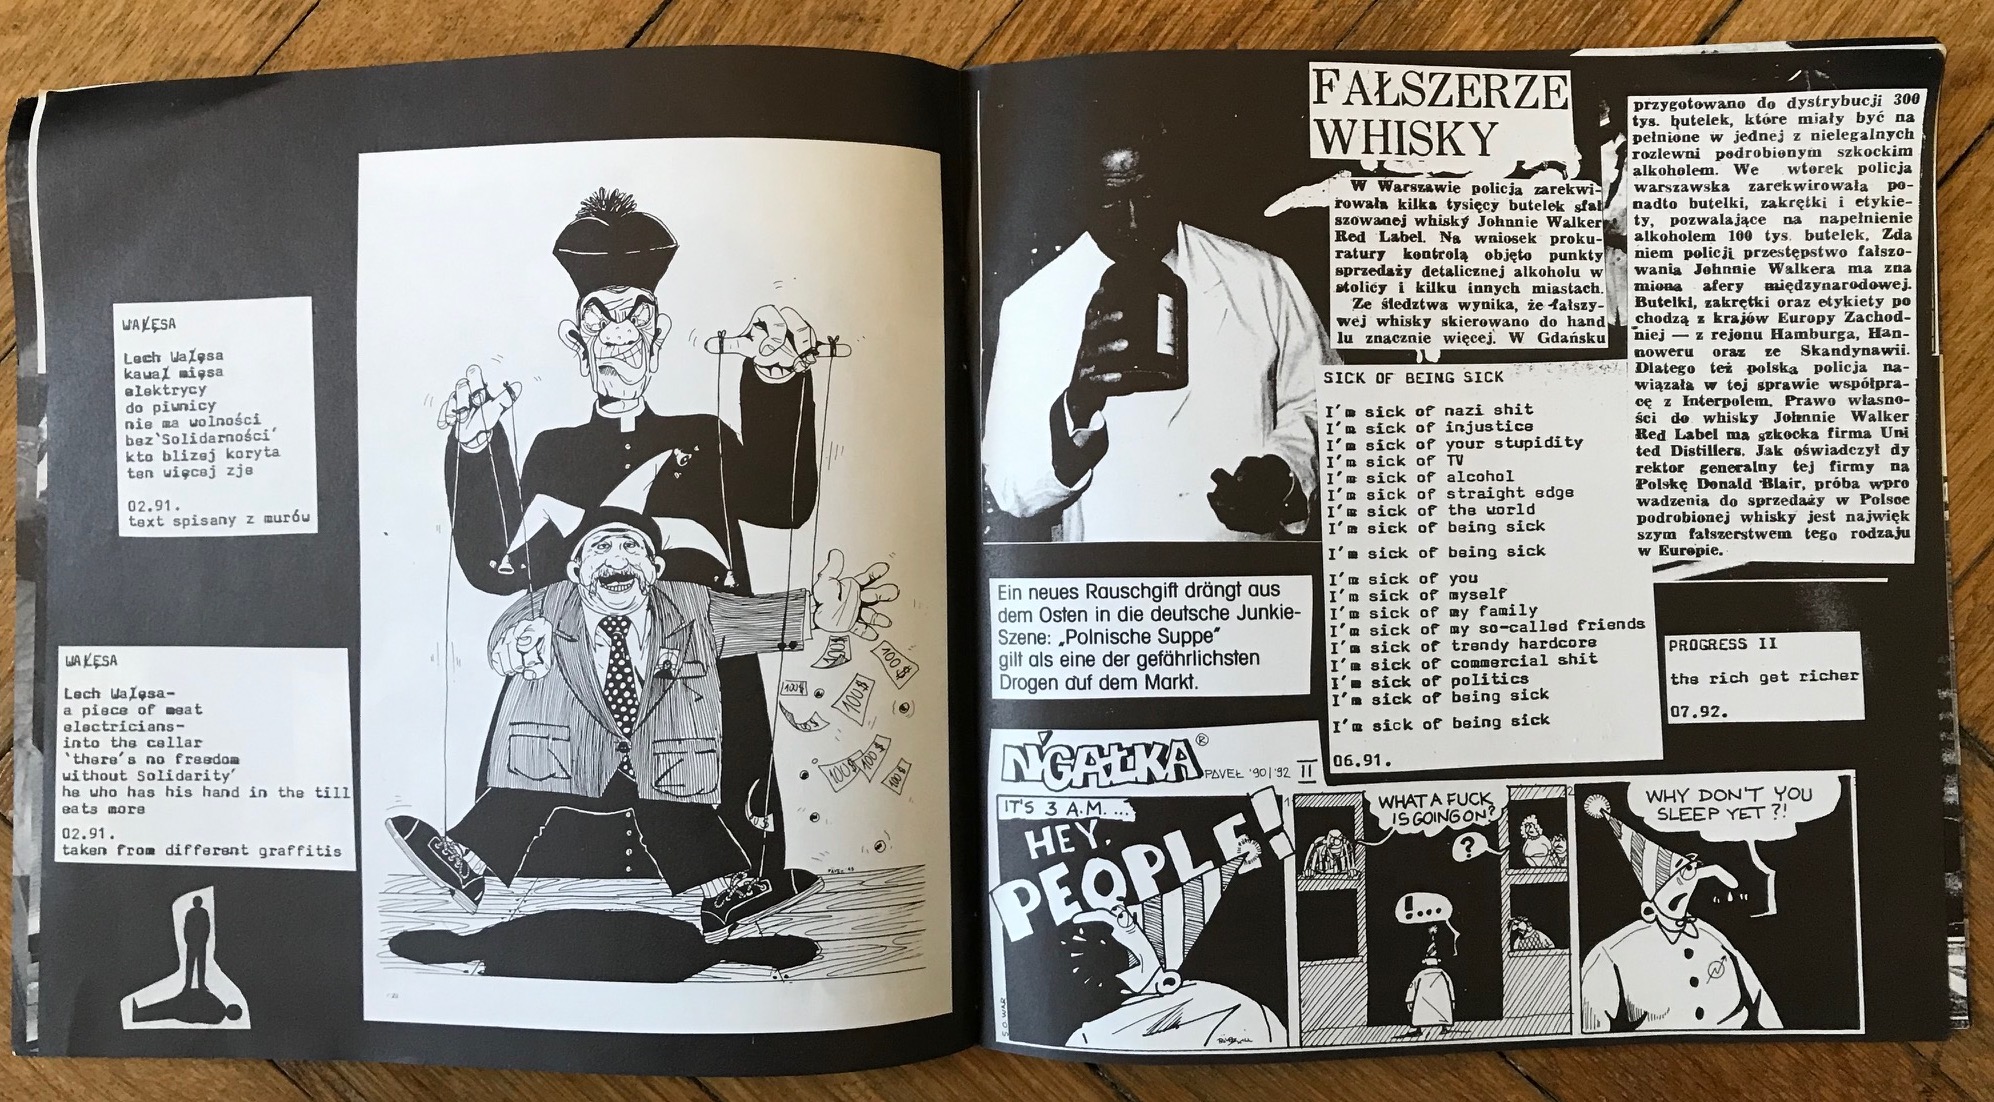 WAŁĘSA
Lech Wałęsa
kawał mięsa
elektrycy
do piwnicy
nie ma wolności
bez 'Solidarności'
kto bliżej koryta
ten więcej zje
02.91.
text spisany z murów
WAŁĘSA
Lech Wałęsa-
a piece of meat
electricians-
into the cellar
'there's no freedom
without Solidarity'
he who has his hand in the till
eats more
02.91.
taken from different graffitis
100$
100$
100$
100$
100$
100$
FAŁSZERZE
WHISKY
W Warszawie policja zarekwi-
rowała kilka tysięcy butelek sfał
szowanej whisky Johnnie Walker
Red Label. Na wniosek proku-
ratury kontrolą objęto punkty
sprzedaży detalicznej alkoholu w
stolicy i kilku innych miastach.
Ze śledztwa wynika, że fałszy-
wej whisky skierowano do hand
lu znacznie więcej. W Gdańsku
przygotowano do dystrybucji 300
tys. butelek, które miały być na
pełnione w jednej z nielegalnych
rozlewni podrobionym szkockim
alkoholem. We wtorek policja
warszawska zarekwirowała po-
nadto butelki, zakrętki i etykie-
ty, pozwalające na napełnienie
alkoholem 100 tys. butelek. Zda
niem policji przestępstwo fałszo-
wania Johnnie Walkera ma zna
miona afery międzynarodowej.
Butelki, zakrętki oraz etykiety po
chodzą z krajów Europy Zachod-
niej — z rejonu Hamburga, Han-
noweru oraz ze Skandynawii.
Dlatego też polska policja na-
wiązała w tej sprawie współpra-
cę z Interpolem. Prawo własno-
ści do whisky Johnnie Walker
Red Label ma szkocka firma Uni
ted Distillers. Jak oświadczył dy
rektor generalny tej firmy na
Polskę Donald Blair, próba wpro
wadzenia do sprzedaży w Polsce
podrobionej whisky jest najwięk
szym fałszerstwem tego rodzaju
w Europie.
SICK OF BEING SICK
I'm sick of nazi shit
I'm sick of injustice
I'm sick of your stupidity
I'm sick of TV
I'm sick of alcohol
I'm sick of straight edge
I'm sick of the world
I'm sick of being sick
I'm sick of being sick
I'm sick of you
I'm sick of myself
I'm sick of my family
I'm sick of my so-called friends
I'm sick of trendy hardcore
I'm sick of commercial shit
I'm sick of politics
I'm sick of being sick
I'm sick of being sick
06.91.
Ein neues Rauschgift drängt aus
dem Osten in die deutsche Junkie-
Szene: „Polnische Suppe"
gilt als eine der gefährlichsten
Drogen auf dem Markt.
PROGRESS II
the rich get richer
07.92.
N'GAŁKA ®
PAVEŁ '90/'92 II
IT'S 3 A.M. ...
HEY,
PEOPLE!
WHAT A FUCK
IS GOING ON?
?
!...
WHY DON'T YOU
SLEEP YET?!